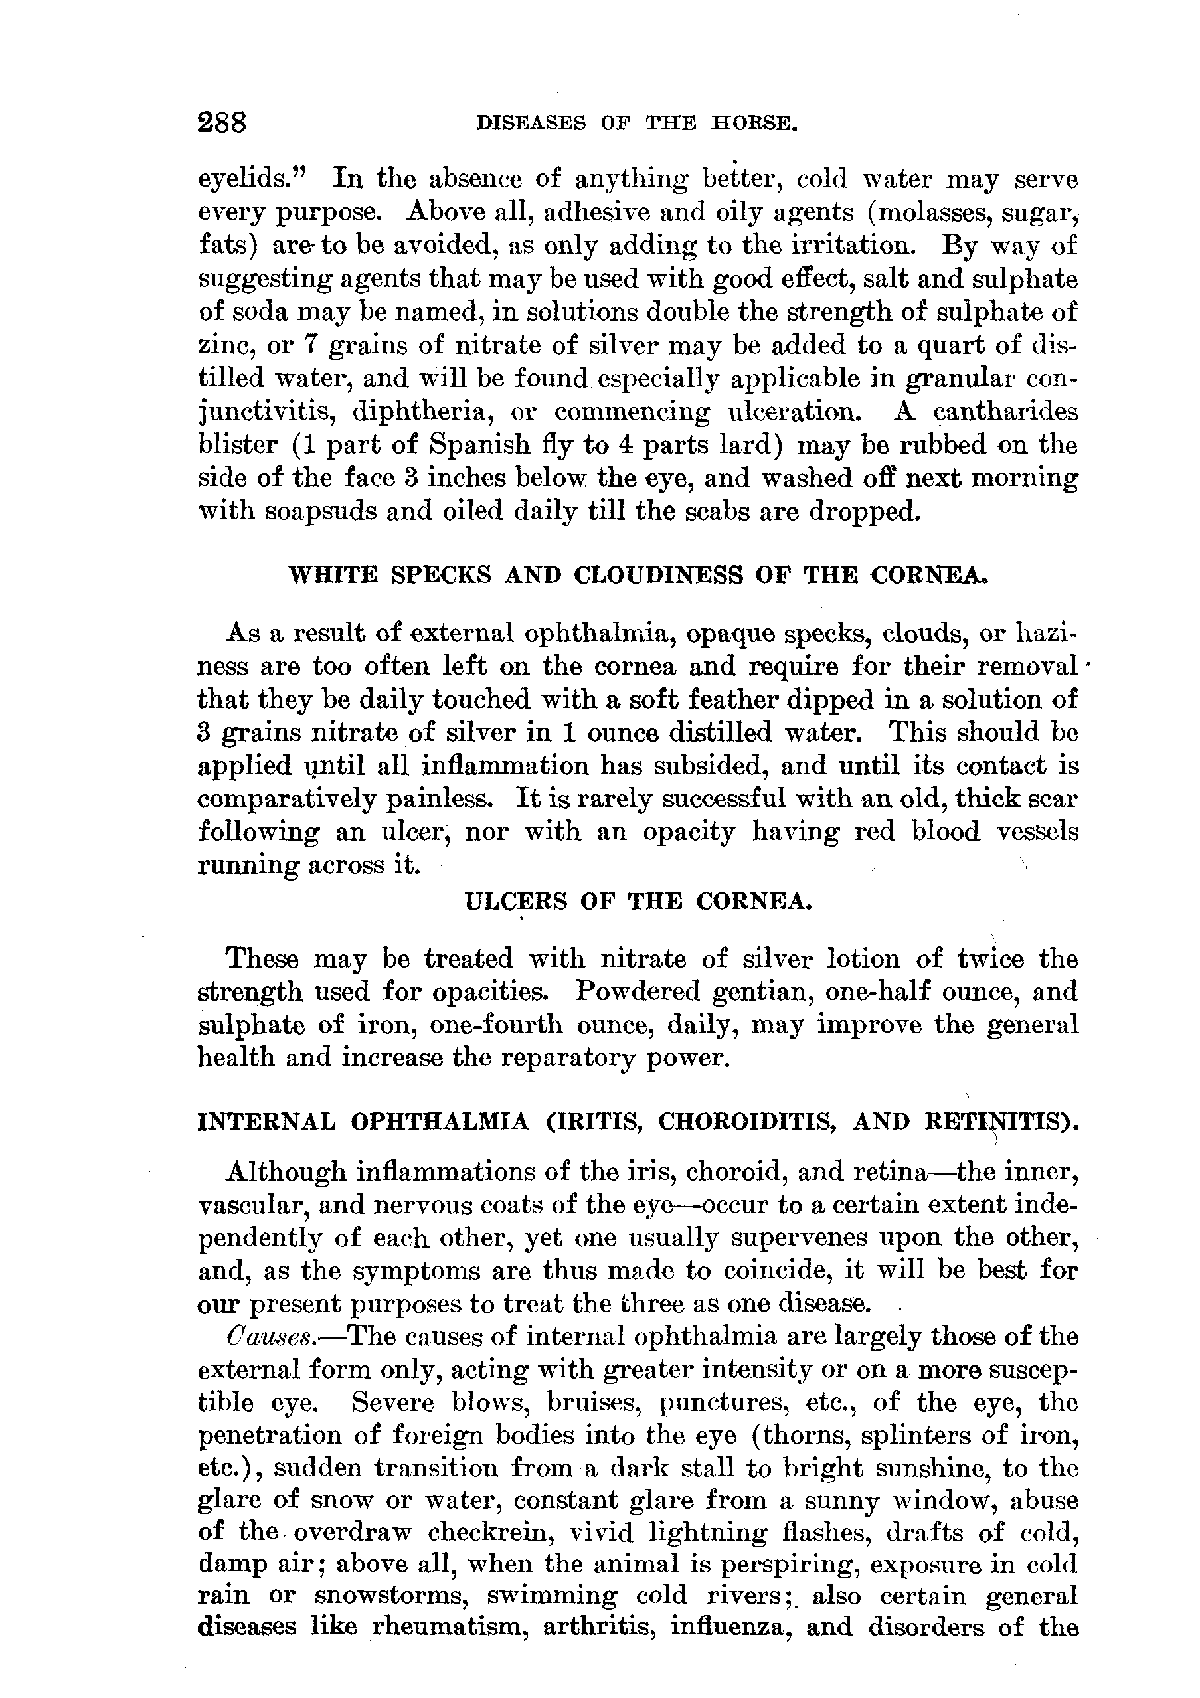 288 DISEASES OF THE HORSE.
eyelids." In the absence of anything better, cold water may serve
every purpose. Above all, adhesive and oily agents (molasses, sugar,
fats) are to be avoided, as only adding to the irritation. By way of
suggesting agents that may be used with good effect, salt and sulphate
of soda may be named, in solutions double the strength of sulphate of
zinc, or 7 grains of nitrate of silver may be added to a quart of dis-
tilled water, and will be found especially applicable in granular con-
junctivitis, diphtheria, or commencing ulceration. A cantharides
blister (1 part of Spanish fly to 4 parts lard) may be rubbed on the
side of the face 3 inches below the eye, and washed off next morning
with soapsuds and oiled daily till the scabs are dropped.
WHITE SPECKS AND CLOUDINESS OF THE CORNEA.
As a result of external ophthalmia, opaque specks, clouds, or hazi-
ness are too often left on the cornea and require for their removal
that they be daily touched with a soft feather dipped in a solution of
3 grains nitrate of silver in 1 ounce distilled water. This should be
applied until all inflammation has subsided, and until its contact is
comparatively painless. It is rarely successful with an old, thick scar
following an ulcer, nor with an opacity having red blood vessels
running across it.
ULCERS OF THE CORNEA.
These may be treated with nitrate of silver lotion of twice the
strength used for opacities. Powdered gentian, one-half ounce, and
sulphate of iron, one-fourth ounce, daily, may improve the general
health and increase the reparatory power.
INTERNAL OPHTHALMIA (IRITIS, CHOROIDITIS, AND RETINITIS).
Although inflammations of the iris, choroid, and retina—the inner,
vascular, and nervous coats of the eye—occur to a certain extent inde-
pendently of each other, yet one usually supervenes upon the other,
and, as the symptoms are thus made to coincide, it will be best for
our present purposes to treat the three as one disease.
Causes.—The causes of internal ophthalmia are largely those of the
external form only, acting with greater intensity or on a more suscep-
tible eye. Severe blows, bruises, punctures, etc., of the eye, the
penetration of foreign bodies into the eye (thorns, splinters of iron,
etc.), sudden transition from a dark stall to bright sunshine, to the
glare of snow or water, constant glare from a sunny window, abuse
of the overdraw checkrein, vivid lightning flashes, drafts of cold,
damp air; above all, when the animal is perspiring, exposure in cold
rain or snowstorms, swimming cold rivers; also certain general
diseases like rheumatism, arthritis, influenza, and disorders of the